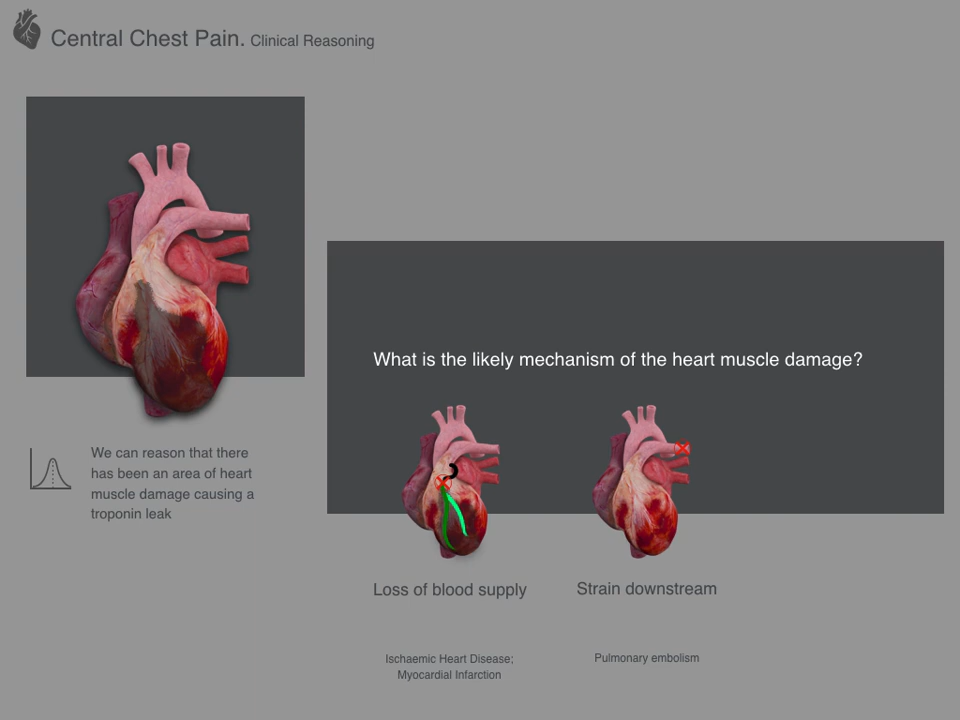 Central Chest Pain. Clinical Reasoning
What is the likely mechanism of the heart muscle damage?
We can reason that there
has been an area of heart
muscle damage causing a
troponin leak
Loss of blood supply
Strain downstream
Ischaemic Heart Disease;
Myocardial Infarction
Pulmonary embolism